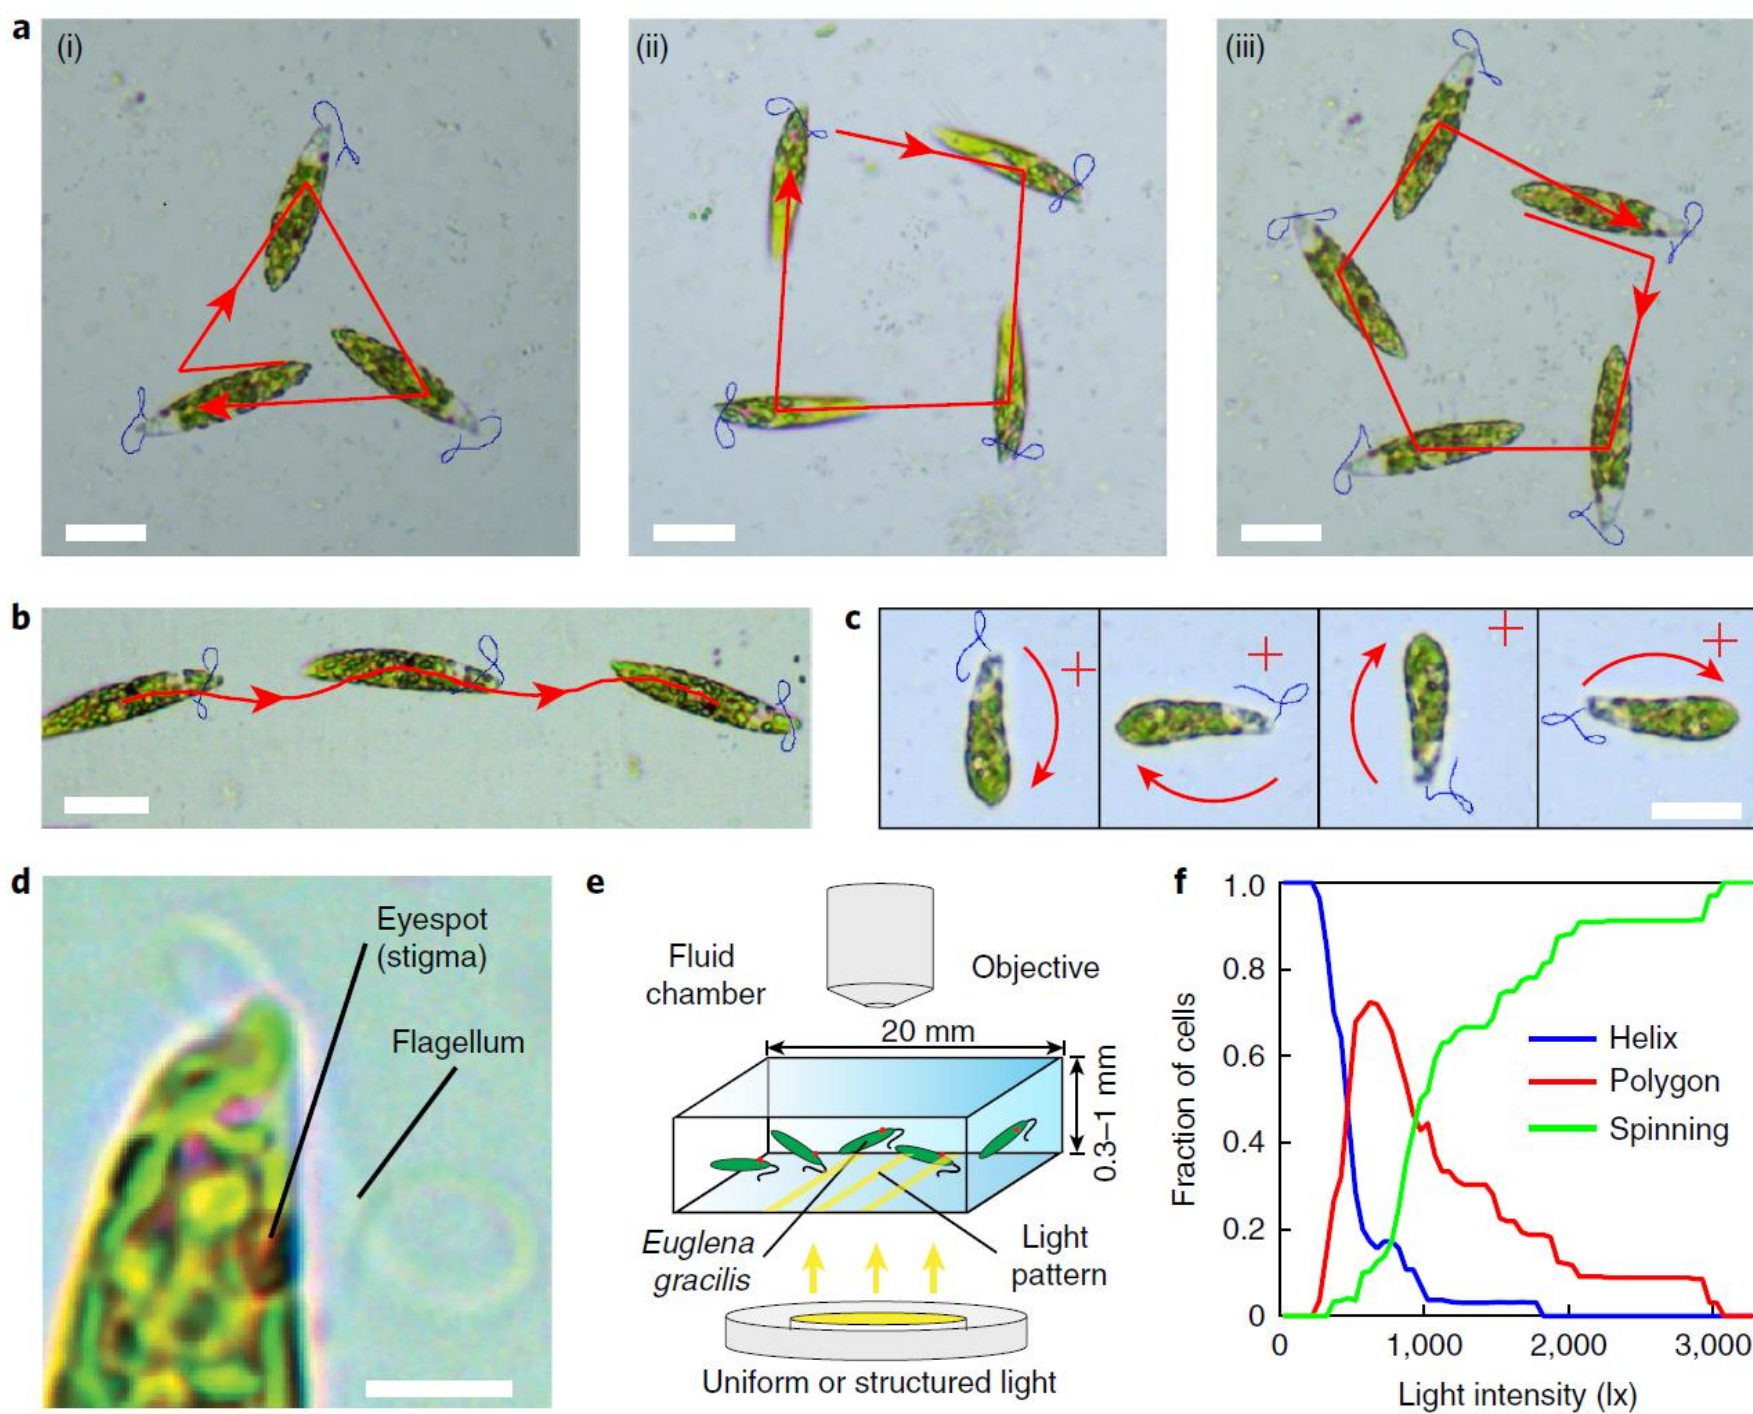 a
(i)
(ii)
(iii)
b
c
d
Eyespot
(stigma)
Flagellum
e
Fluid
chamber
Objective
20 mm
0.3–1 mm
Euglena
gracilis
Light
pattern
Uniform or structured light
f
Fraction of cells
1.0
0.8
0.6
0.4
0.2
0
Helix
Polygon
Spinning
0
1,000
2,000
3,000
Light intensity (lx)